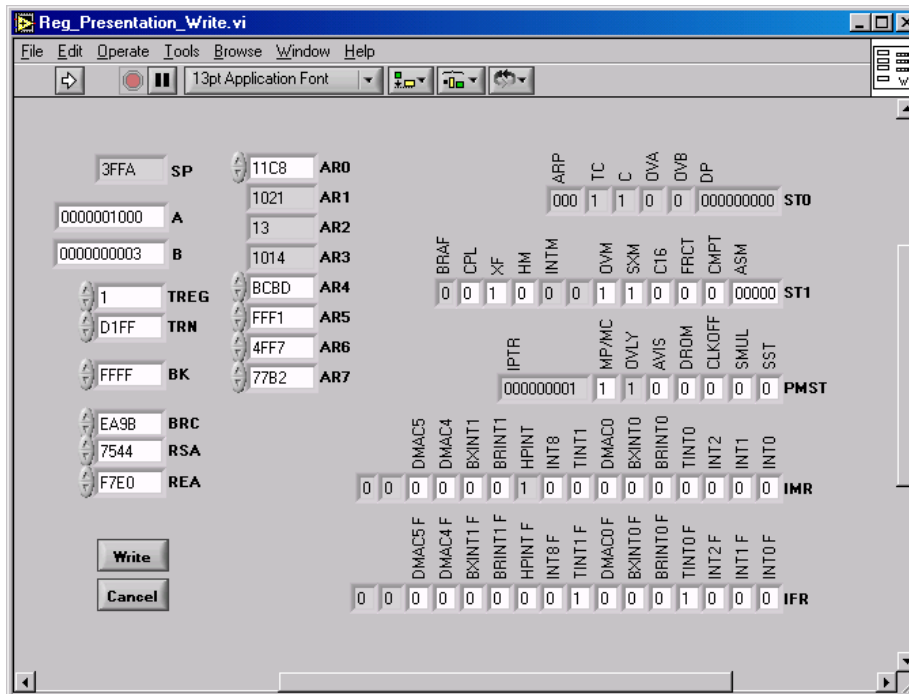 Reg_Presentation_Write.vi
File Edit Operate Tools Browse Window Help
13pt Application Font
W
3FFA SP
0000001000 A
0000000003 B
1 TREG
D1FF TRN
FFFF BK
EA9B BRC
7544 RSA
F7E0 REA
Write
Cancel
11C8 AR0
1021 AR1
13 AR2
1014 AR3
BCBD AR4
FFF1 AR5
4FF7 AR6
77B2 AR7
ARP TC C OVA OVB DP
000 1 1 0 0 000000000 ST0
BRAF CPL XF HM INTM OVM SXM C16 FRCT CMPT ASM
0 0 1 0 0 0 1 1 0 0 0 00000 ST1
IPTR MP/MC OVLY AVIS DROM CLKOFF SMUL SST
000000001 1 1 0 0 0 0 0 PMST
DMAC5 DMAC4 BXINT1 BRINT1 HPINT INT8 TINT1 DMAC0 BXINT0 BRINT0 TINT0 INT2 INT1 INT0
0 0 0 0 0 0 1 0 0 0 0 0 0 0 0 0 IMR
DMAC5 F DMAC4 F BXINT1 F BRINT1 F HPINT F INT8 F TINT1 F DMAC0 F BXINT0 F BRINT0 F TINT0 F INT2 F INT1 F INT0 F
0 0 0 0 0 0 0 0 1 0 0 0 1 0 0 0 IFR